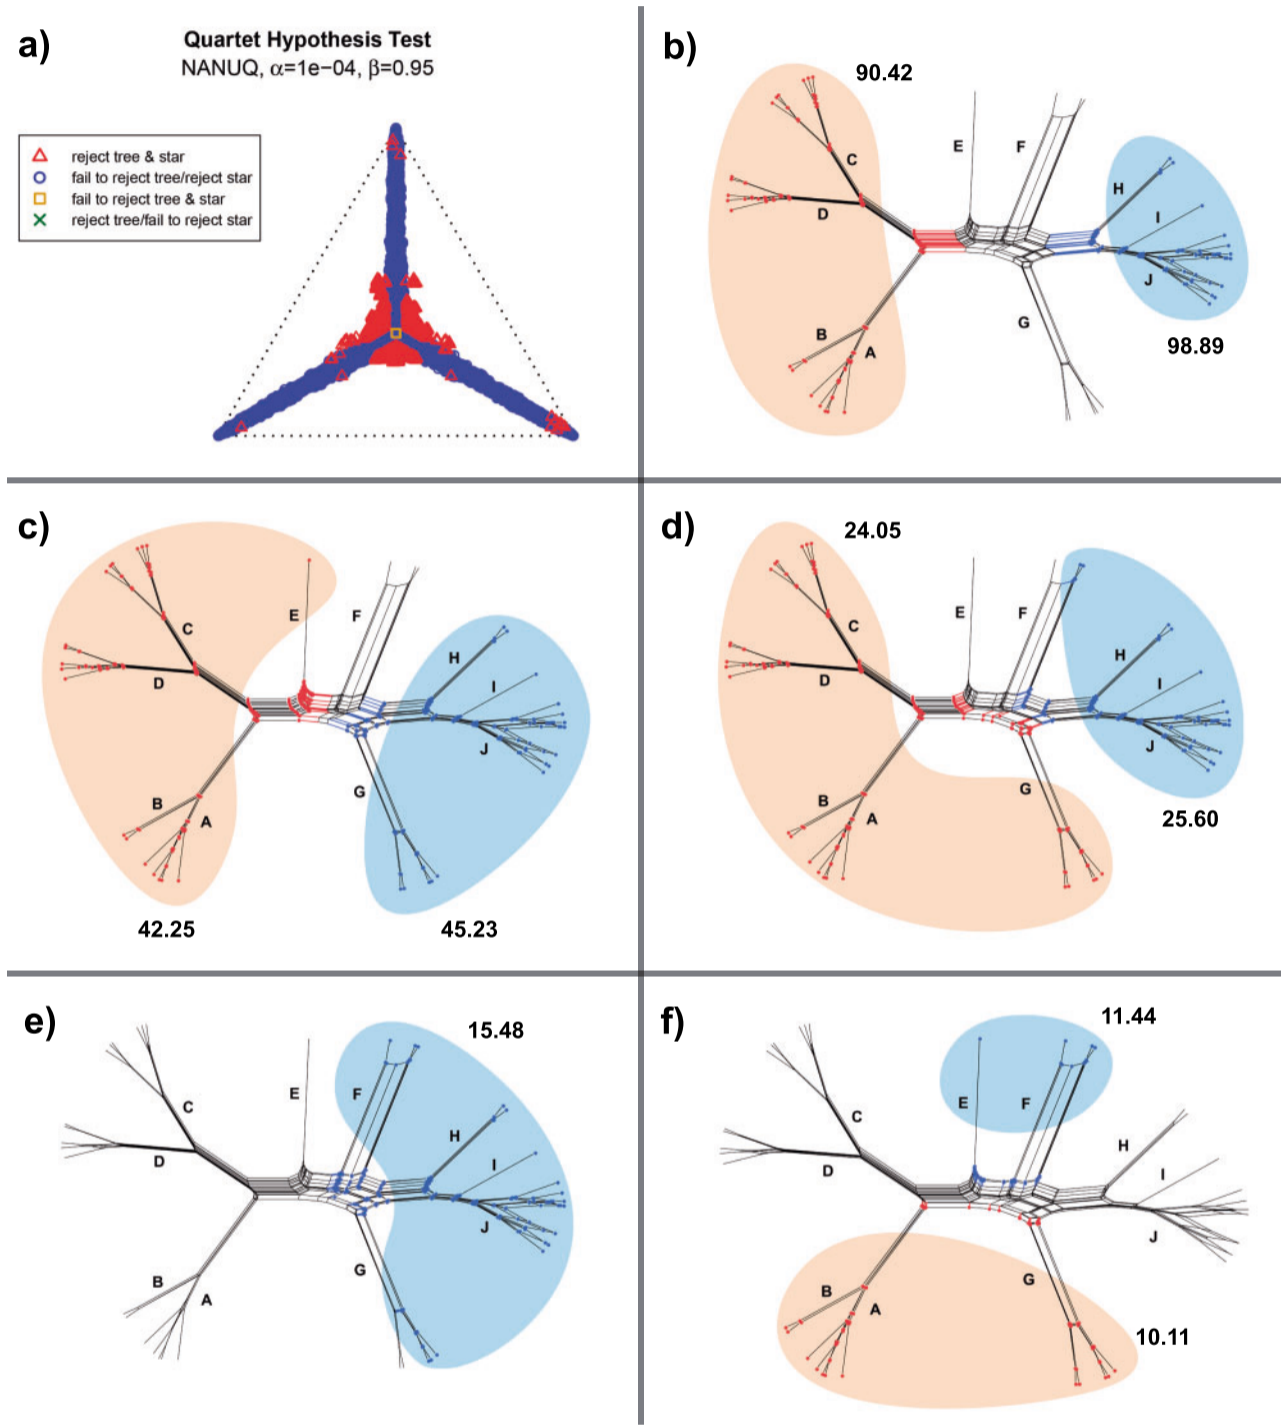 a)
Quartet Hypothesis Test
NANUQ, α=1e−04, β=0.95
reject tree & star
fail to reject tree/reject star
fail to reject tree & star
reject tree/fail to reject star
b)
90.42
C
D
E
F
H
I
J
G
B
A
98.89
c)
C
D
E
F
H
I
J
G
B
A
42.25
45.23
d)
24.05
C
D
E
F
H
I
J
G
B
A
25.60
e)
15.48
C
D
E
F
H
I
J
G
B
A
f)
11.44
C
D
E
F
H
I
J
G
B
A
10.11